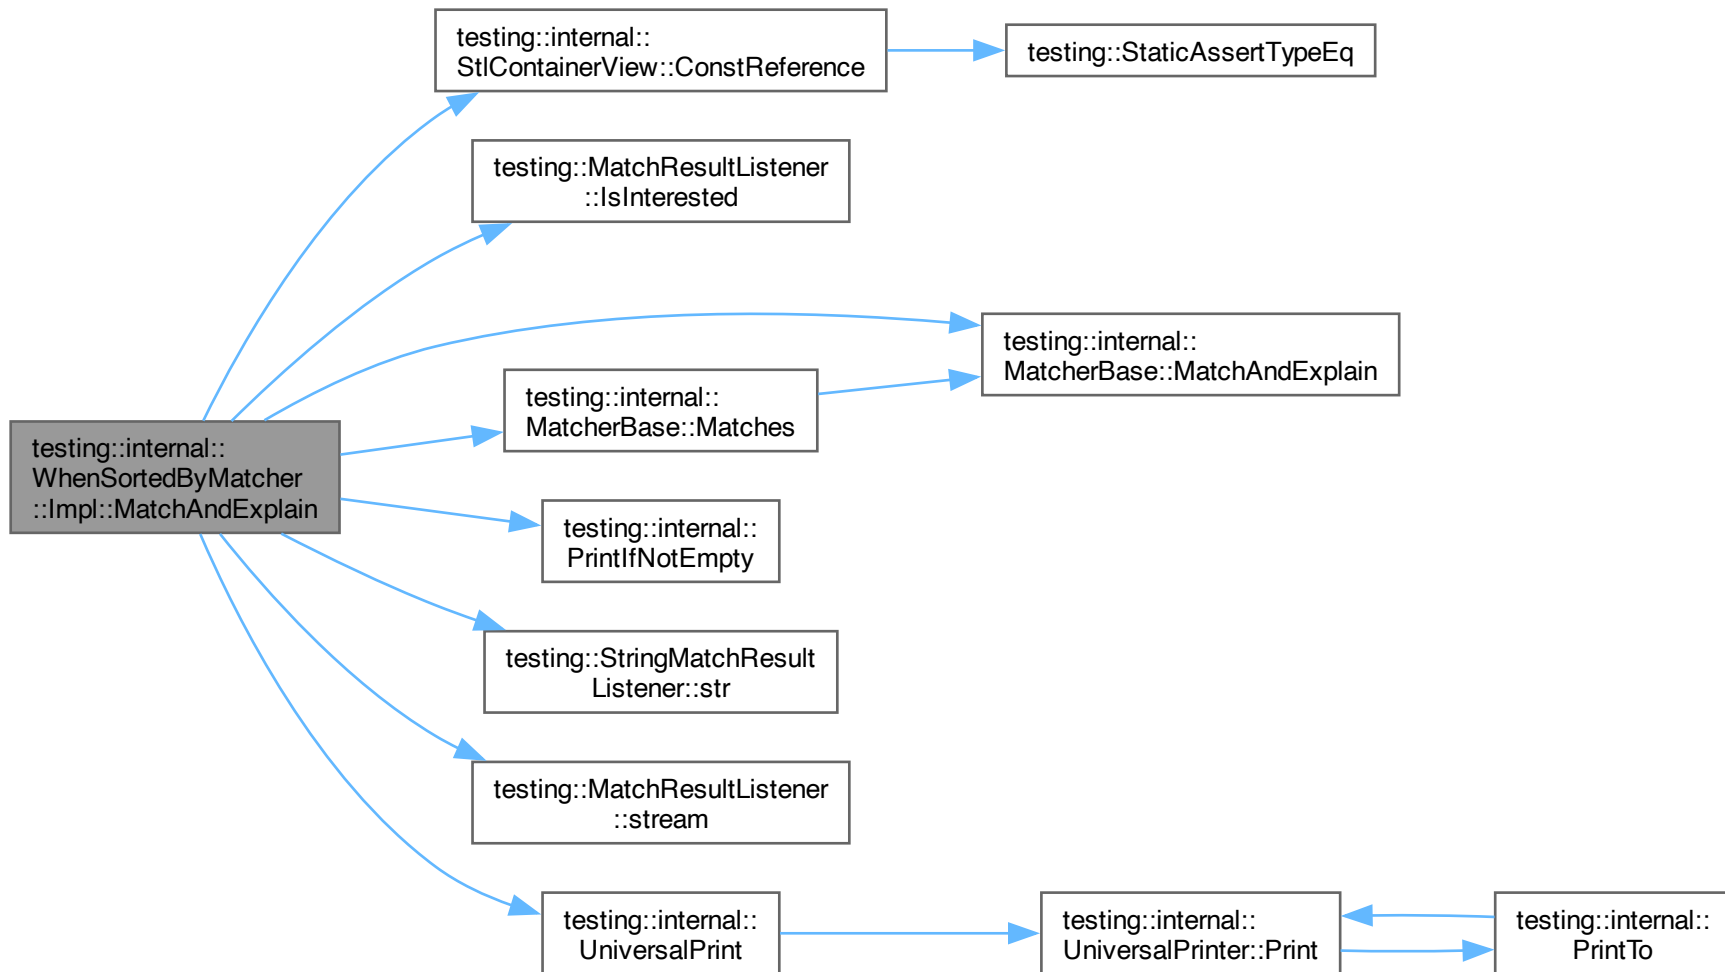 testing::internal::
StlContainerView::ConstReference
testing::StaticAssertTypeEq
testing::MatchResultListener
::IsInterested
testing::internal::
MatcherBase::MatchAndExplain
testing::internal::
MatcherBase::Matches
testing::internal::
WhenSortedByMatcher
::Impl::MatchAndExplain
testing::internal::
PrintIfNotEmpty
testing::StringMatchResult
Listener::str
testing::MatchResultListener
::stream
testing::internal::
UniversalPrint
testing::internal::
UniversalPrinter::Print
testing::internal::
PrintTo